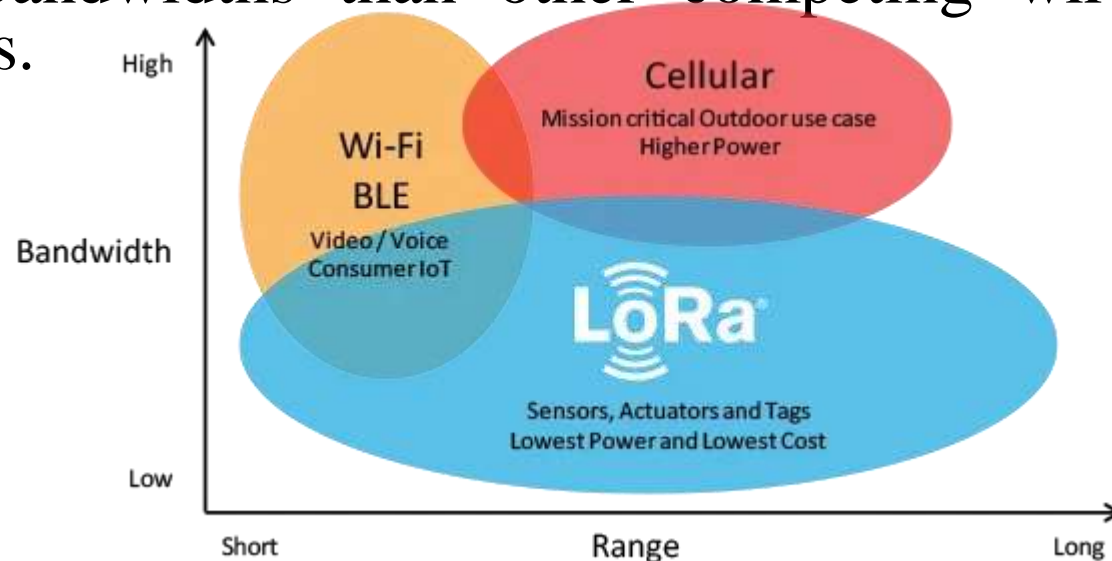 bandwidths than other competing wir
s.
High
Cellular
Mission critical Outdoor use case
Higher Power
Wi-Fi
BLE
Video / Voice
Consumer IoT
Bandwidth
LoRa®
Sensors, Actuators and Tags
Lowest Power and Lowest Cost
Low
Short
Range
Long